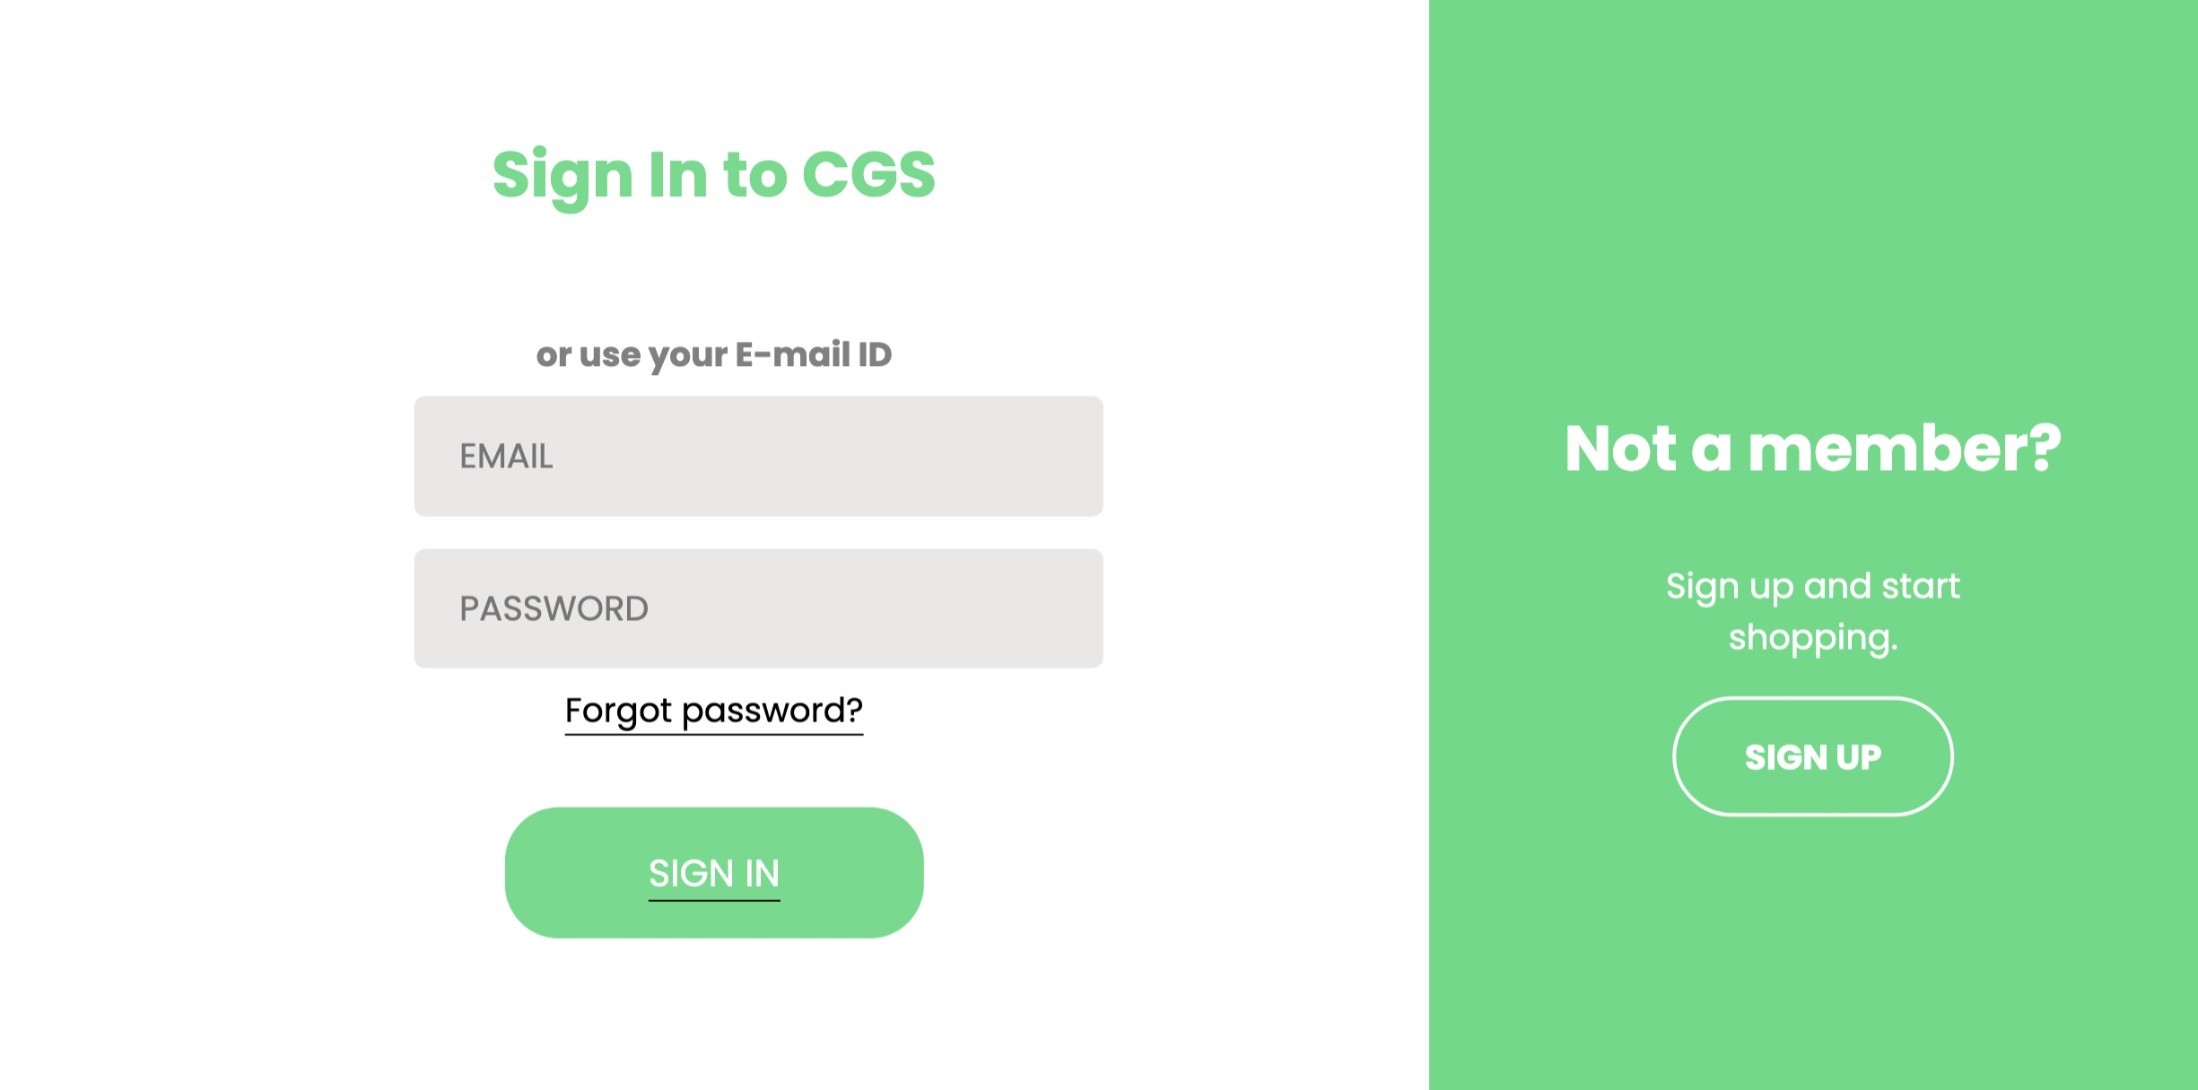 Sign In to CGS
or use your E-mail ID
EMAIL
PASSWORD
Forgot password?
SIGN IN
Not a member?
Sign up and start
shopping.
SIGN UP